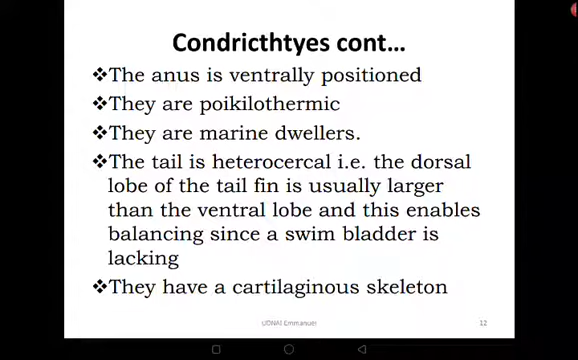 Condricthtyes cont…
❖The anus is ventrally positioned
❖They are poikilothermic
❖They are marine dwellers.
❖The tail is heterocercal i.e. the dorsal
lobe of the tail fin is usually larger
than the ventral lobe and this enables
balancing since a swim bladder is
lacking
❖They have a cartilaginous skeleton
Emmanuel
12